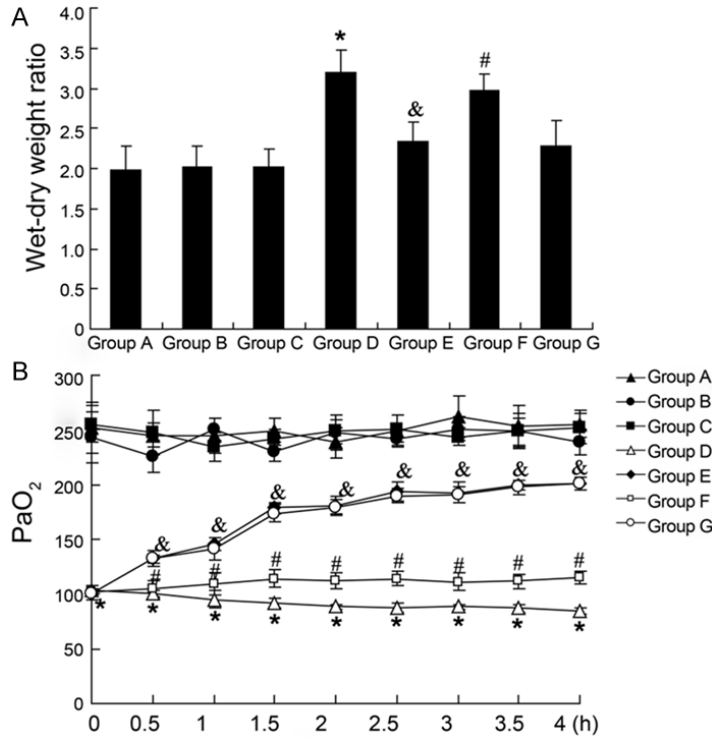 A
Wet-dry weight ratio
4.0
3.5
3.0
2.5
2.0
1.5
1.0
0.5
0
*
&
#
Group A Group B Group C Group D Group E Group F Group G
B
PaO2
300
250
200
150
100
50
0
& & & & & & & &
# # # # # # # #
* * * * * * * * *
0 0.5 1 1.5 2 2.5 3 3.5 4 (h)
Group A
Group B
Group C
Group D
Group E
Group F
Group G